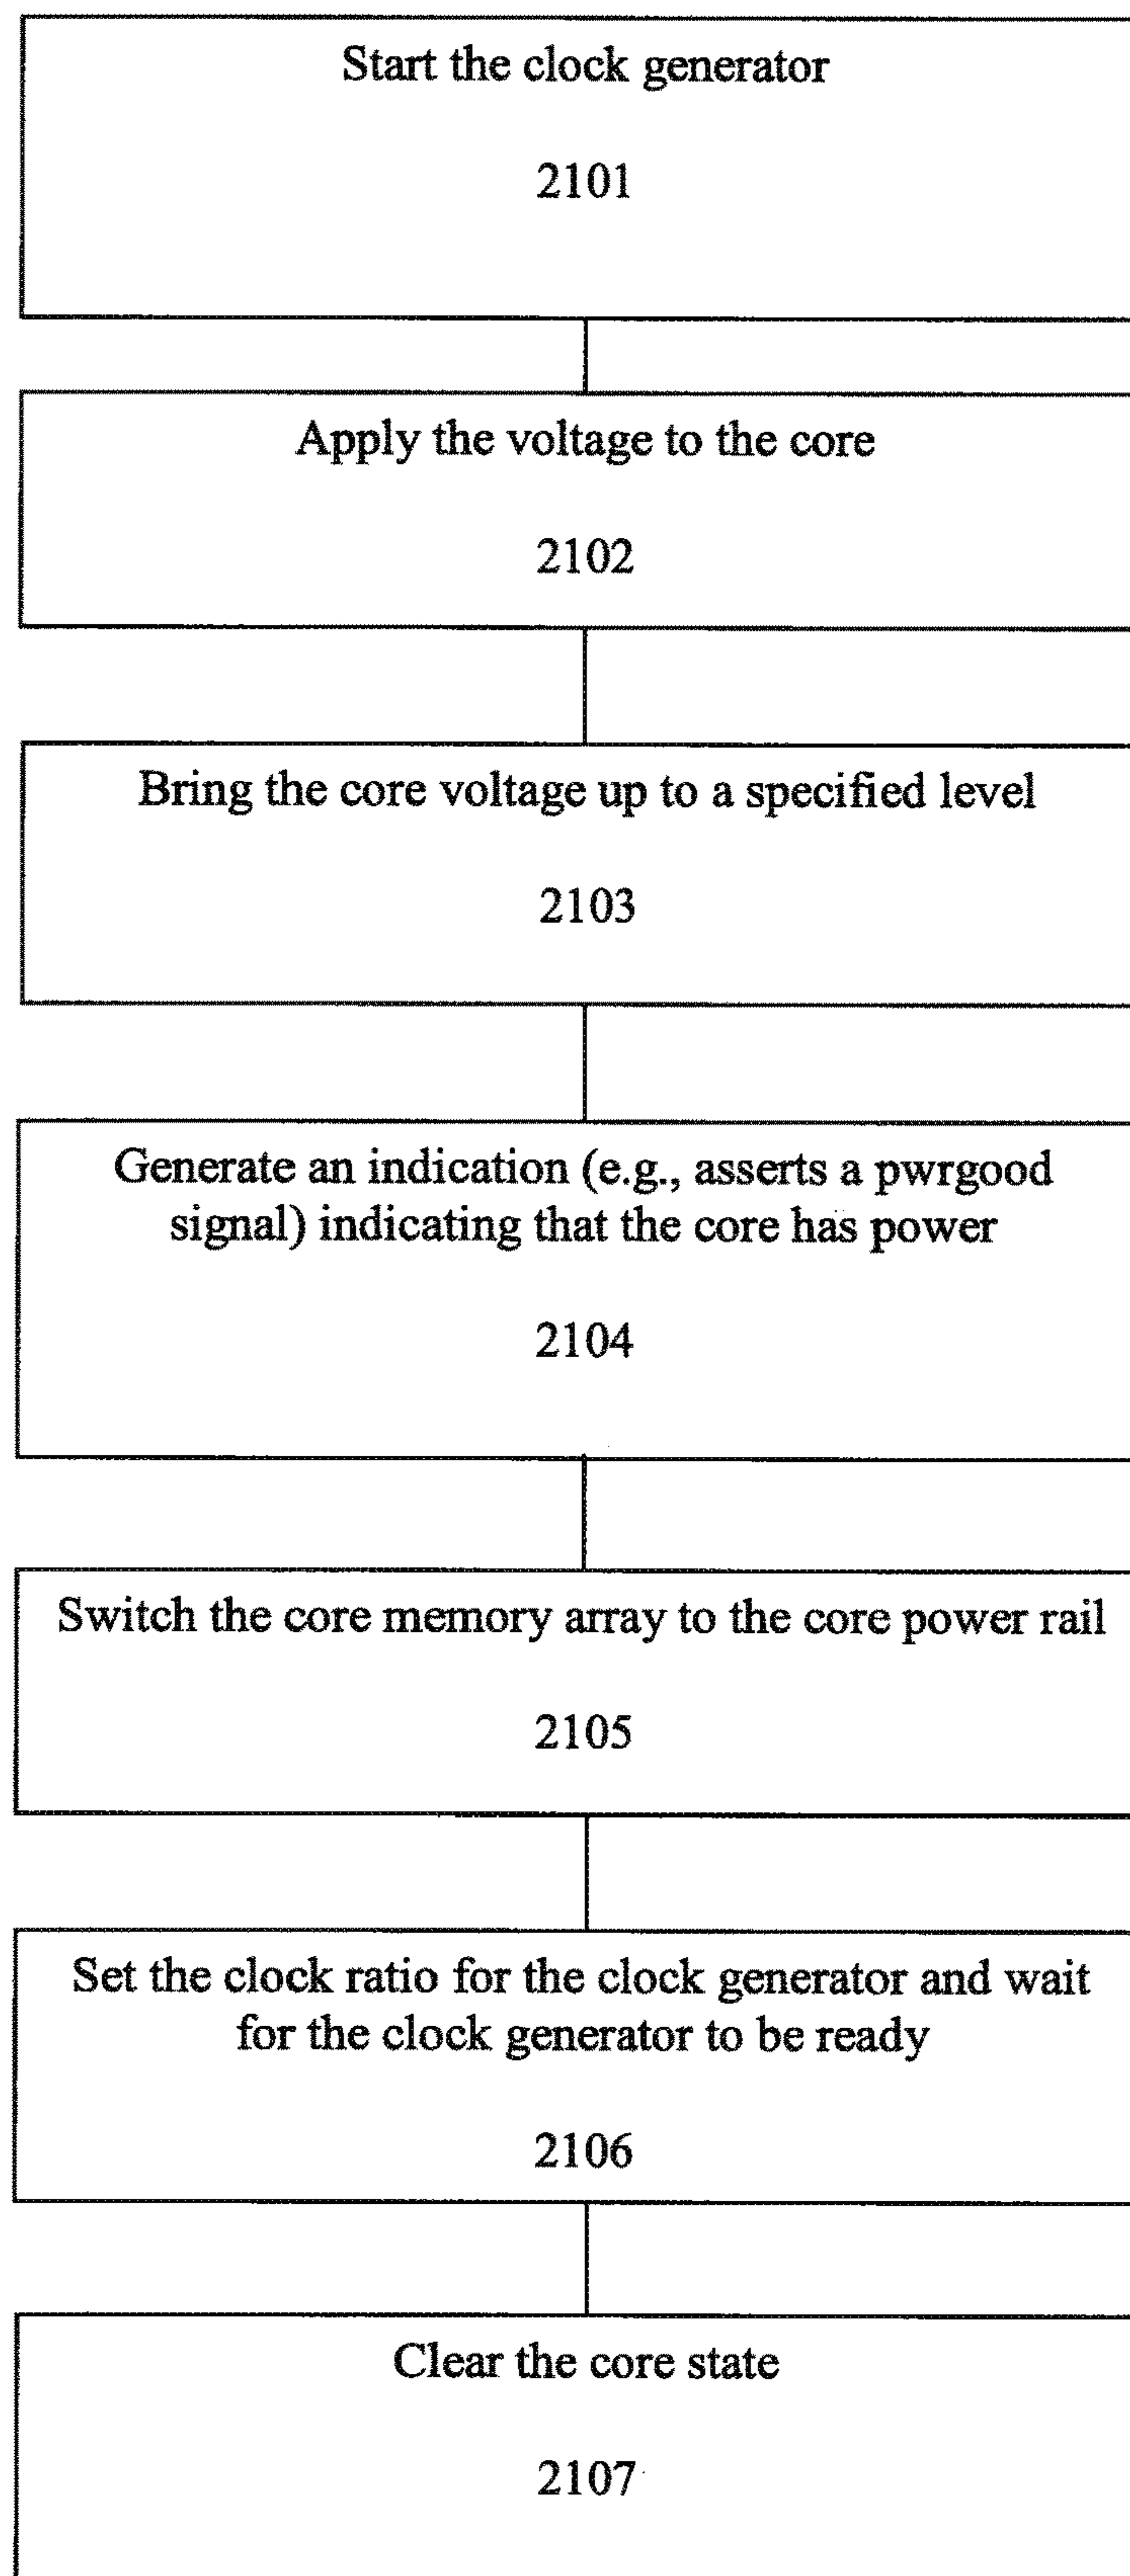 Start the clock generator
2101
Apply the voltage to the core
2102
Bring the core voltage up to a specified level
2103
Generate an indication (e.g., asserts a pwrgood
signal) indicating that the core has power
2104
Switch the core memory array to the core power rail
2105
Set the clock ratio for the clock generator and wait
for the clock generator to be ready
2106
Clear the core state
2107